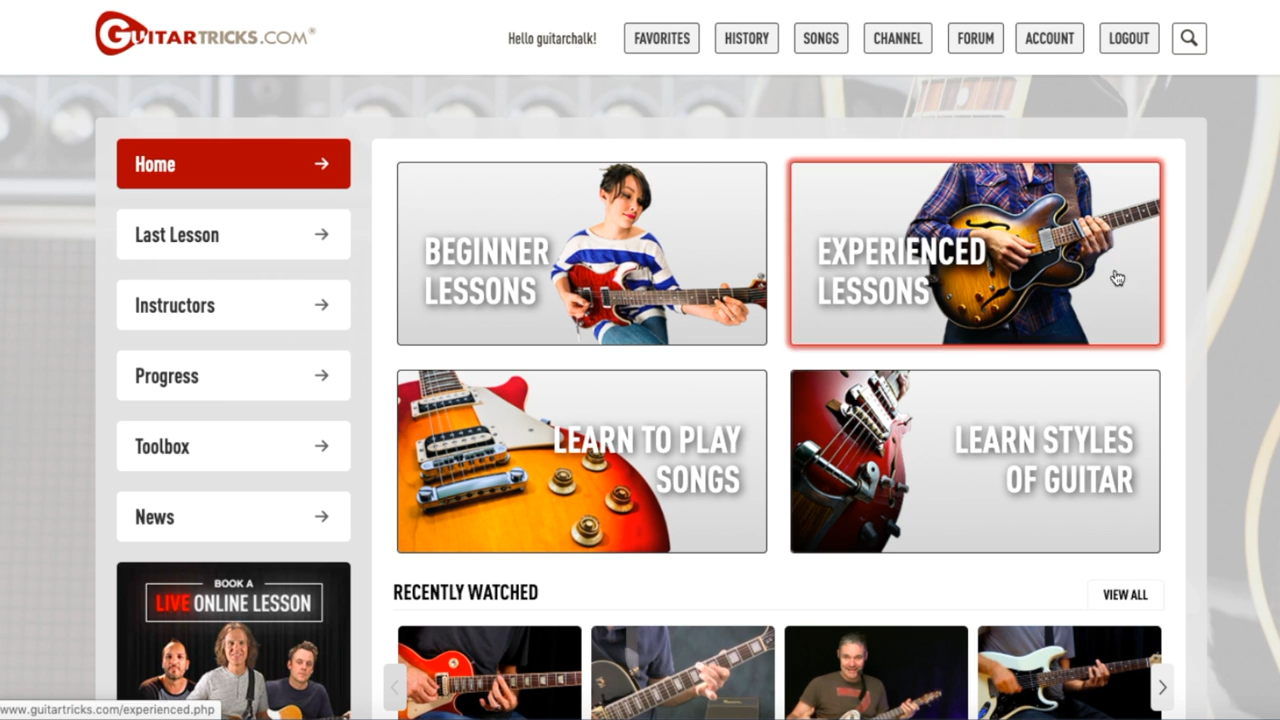 GUITARTRICKS.COM®
Hello guitarchalk!
FAVORITES
HISTORY
SONGS
CHANNEL
FORUM
ACCOUNT
LOGOUT
Home
Last Lesson
Instructors
Progress
Toolbox
News
BOOK A
LIVE ONLINE LESSON
BEGINNER
LESSONS
EXPERIENCED
LESSONS
LEARN TO PLAY
SONGS
LEARN STYLES
OF GUITAR
RECENTLY WATCHED
VIEW ALL
www.guitartricks.com/experienced.php